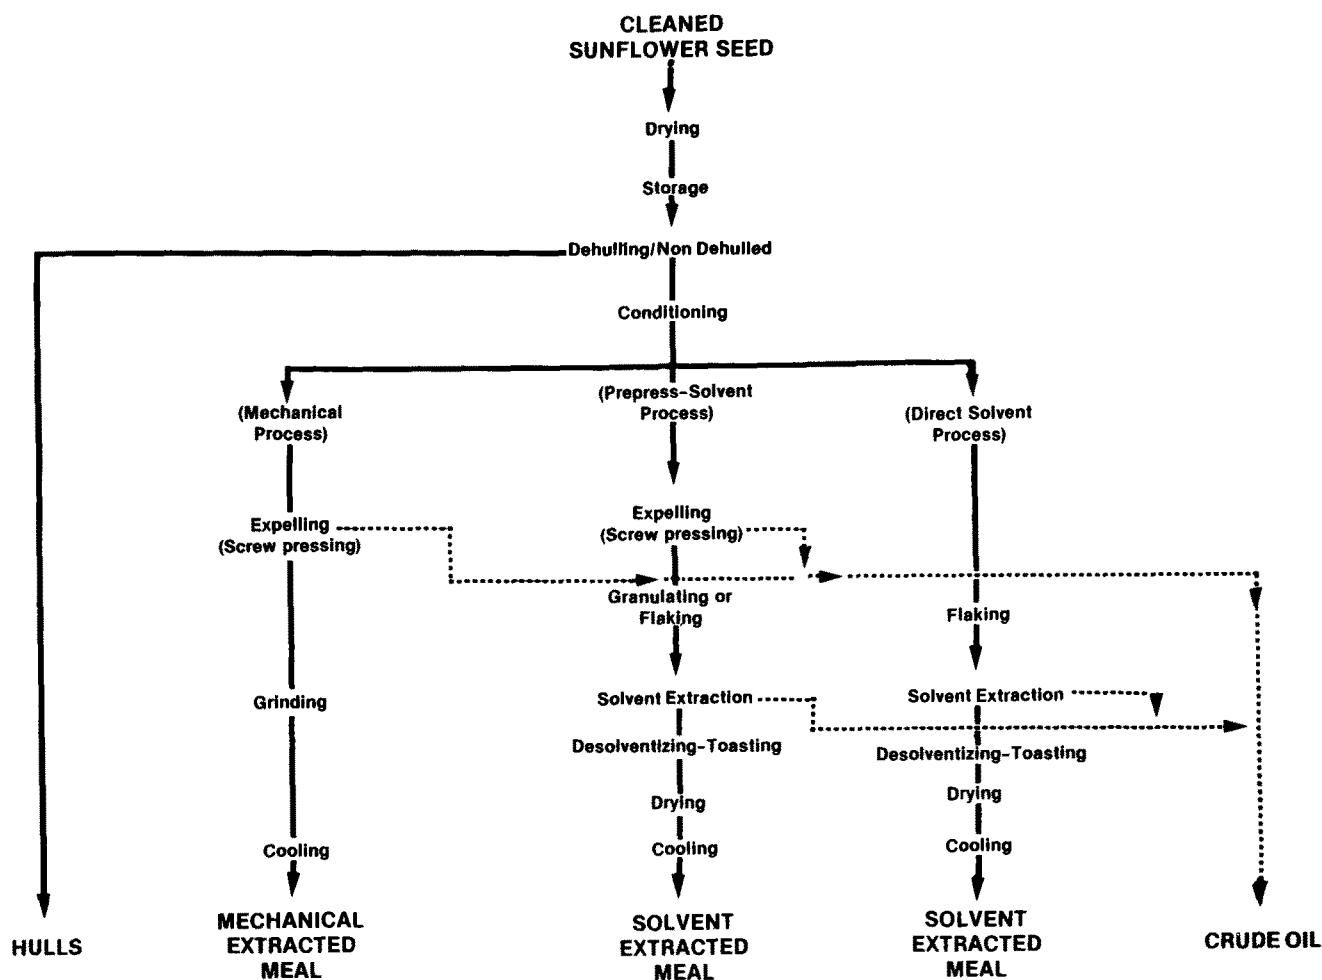 CLEANED
SUNFLOWER SEED
Drying
Storage
Dehulling/Non Dehulled
Conditioning
(Mechanical
Process)
(Prepress-Solvent
Process)
(Direct Solvent
Process)
Expelling
(Screw pressing)
Expelling
(Screw pressing)
Granulating or
Flaking
Flaking
Grinding
Solvent Extraction
Solvent Extraction
Desolventizing-Toasting
Desolventizing-Toasting
Drying
Drying
Cooling
Cooling
Cooling
HULLS
MECHANICAL
EXTRACTED
MEAL
SOLVENT
EXTRACTED
MEAL
SOLVENT
EXTRACTED
MEAL
CRUDE OIL